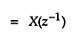 = X(z⁻¹)